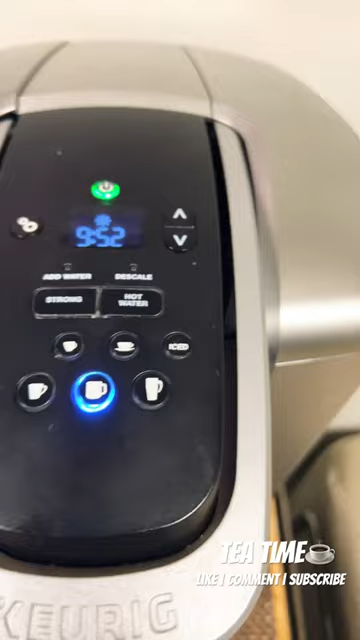 9:52
ADD WATER DESCALE
STRONG HOT WATER
ICED
TEA TIME☕
LIKE | COMMENT | SUBSCRIBE
KEURIG